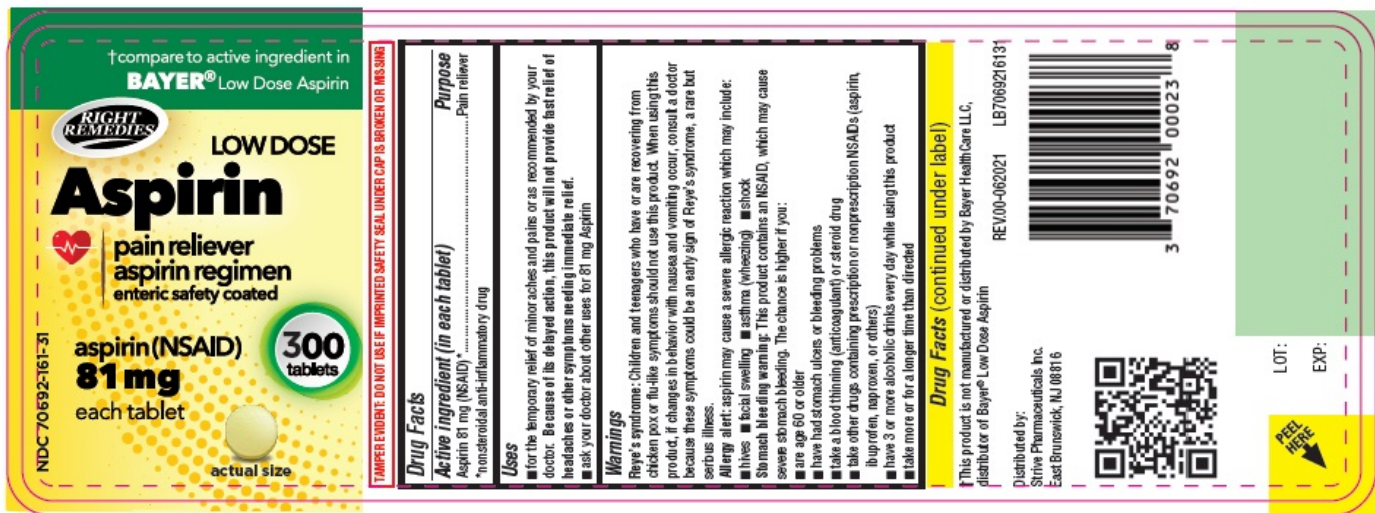 †compare to active ingredient in
BAYER® Low Dose Aspirin
RIGHT
REMEDIES
LOW DOSE
Aspirin
pain reliever
aspirin regimen
enteric safety coated
aspirin (NSAID)
81 mg
each tablet
300
tablets
actual size
NDC 70692-161-31
TAMPER EVIDENT: DO NOT USE IF IMPRINTED SAFETY SEAL UNDER CAP IS BROKEN OR MISSING
Drug Facts
Active ingredient (in each tablet) Purpose
Aspirin 81 mg (NSAID)*......Pain reliever
*nonsteroidal anti-inflammatory drug
Uses
■ for the temporary relief of minor aches and pains or as recommended by your
doctor. Because of its delayed action, this product will not provide fast relief of
headaches or other symptoms needing immediate relief.
■ ask your doctor about other uses for 81 mg Aspirin
Warnings
Reye's syndrome: Children and teenagers who have or are recovering from
chicken pox or flu-like symptoms should not use this product. When using this
product, if changes in behavior with nausea and vomiting occur, consult a doctor
because these symptoms could be an early sign of Reye's syndrome, a rare but
serious illness.
Allergy alert: aspirin may cause a severe allergic reaction which may include:
■ hives ■ facial swelling ■ asthma (wheezing) ■ shock
Stomach bleeding warning: This product contains an NSAID, which may cause
severe stomach bleeding. The chance is higher if you:
■ are age 60 or older
■ have had stomach ulcers or bleeding problems
■ take a blood thinning (anticoagulant) or steroid drug
■ take other drugs containing prescription or nonprescription NSAIDs (aspirin,
ibuprofen, naproxen, or others)
■ have 3 or more alcoholic drinks every day while using this product
■ take more or for a longer time than directed
Drug Facts (continued under label)
† This product is not manufactured or distributed by Bayer HealthCare LLC,
distributor of Bayer® Low Dose Aspirin
REV.00-062021 LB7069216131
Distributed by:
Strive Pharmaceuticals Inc.
East Brunswick, NJ 08816
3 70692 00023 8
LOT:
EXP:
PEEL
HERE